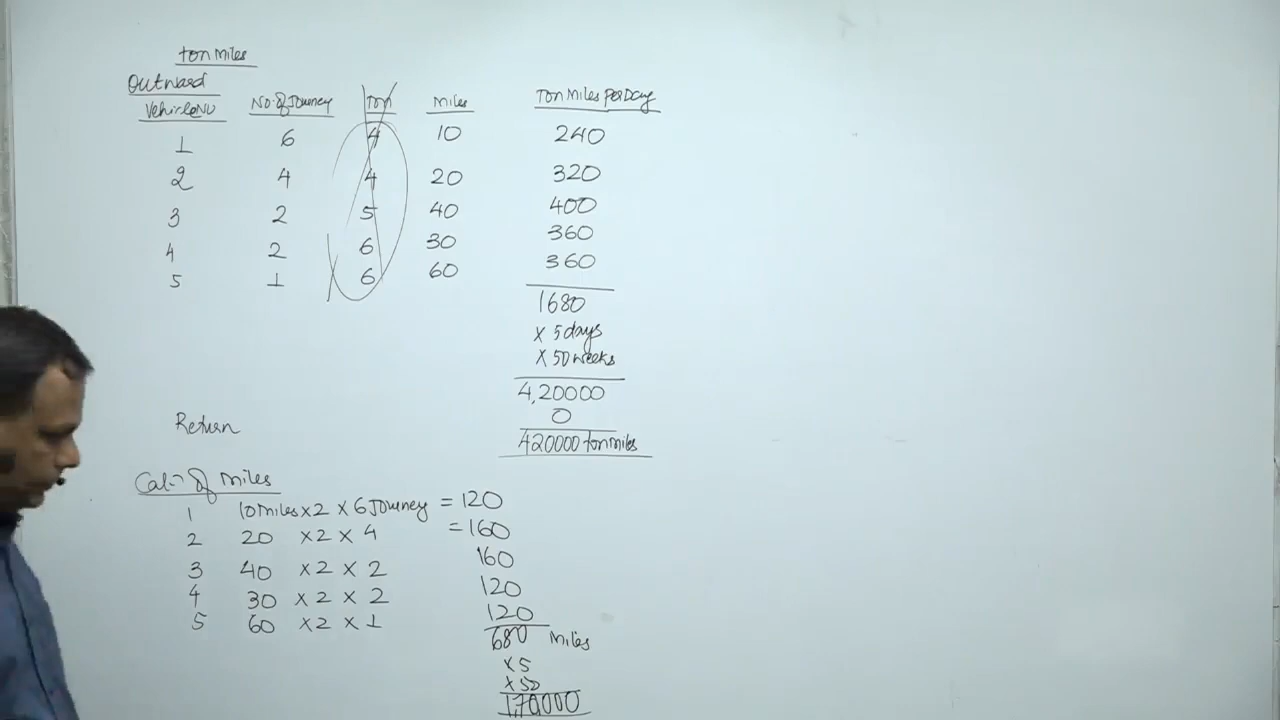 Ton Miles
Outward
Vehicle No No. of Journey Ton Miles Ton Miles Per Day
1 6 4 10 240
2 4 4 20 320
3 2 5 40 400
4 2 6 30 360
5 1 6 60 360
1680
x 5 days
x 50 weeks
4,20000
0
420000 ton miles
Return
Cal. of Miles
1 10 Miles x 2 x 6 Journey = 120
2 20 x 2 x 4 = 160
3 40 x 2 x 2 160
4 30 x 2 x 2 120
5 60 x 2 x 1 120
680 Miles
x 5
x 50
1,70000